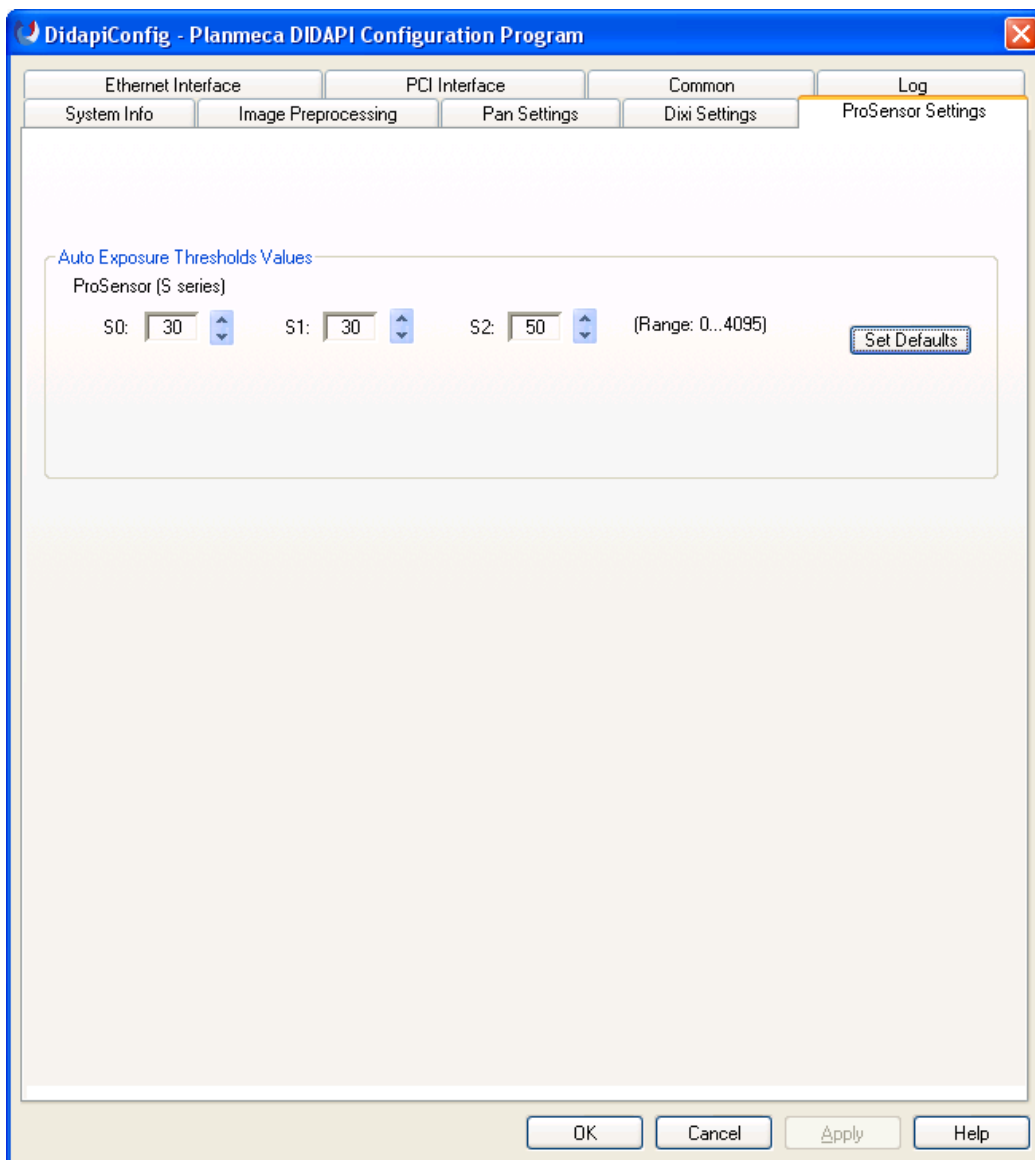 DidapiConfig - Planmeca DIDAPI Configuration Program
Ethernet Interface PCI Interface Common Log
System Info Image Preprocessing Pan Settings Dixi Settings ProSensor Settings
Auto Exposure Thresholds Values
ProSensor (S series)
S0: 30 S1: 30 S2: 50 (Range: 0...4095)
Set Defaults
OK Cancel Apply Help